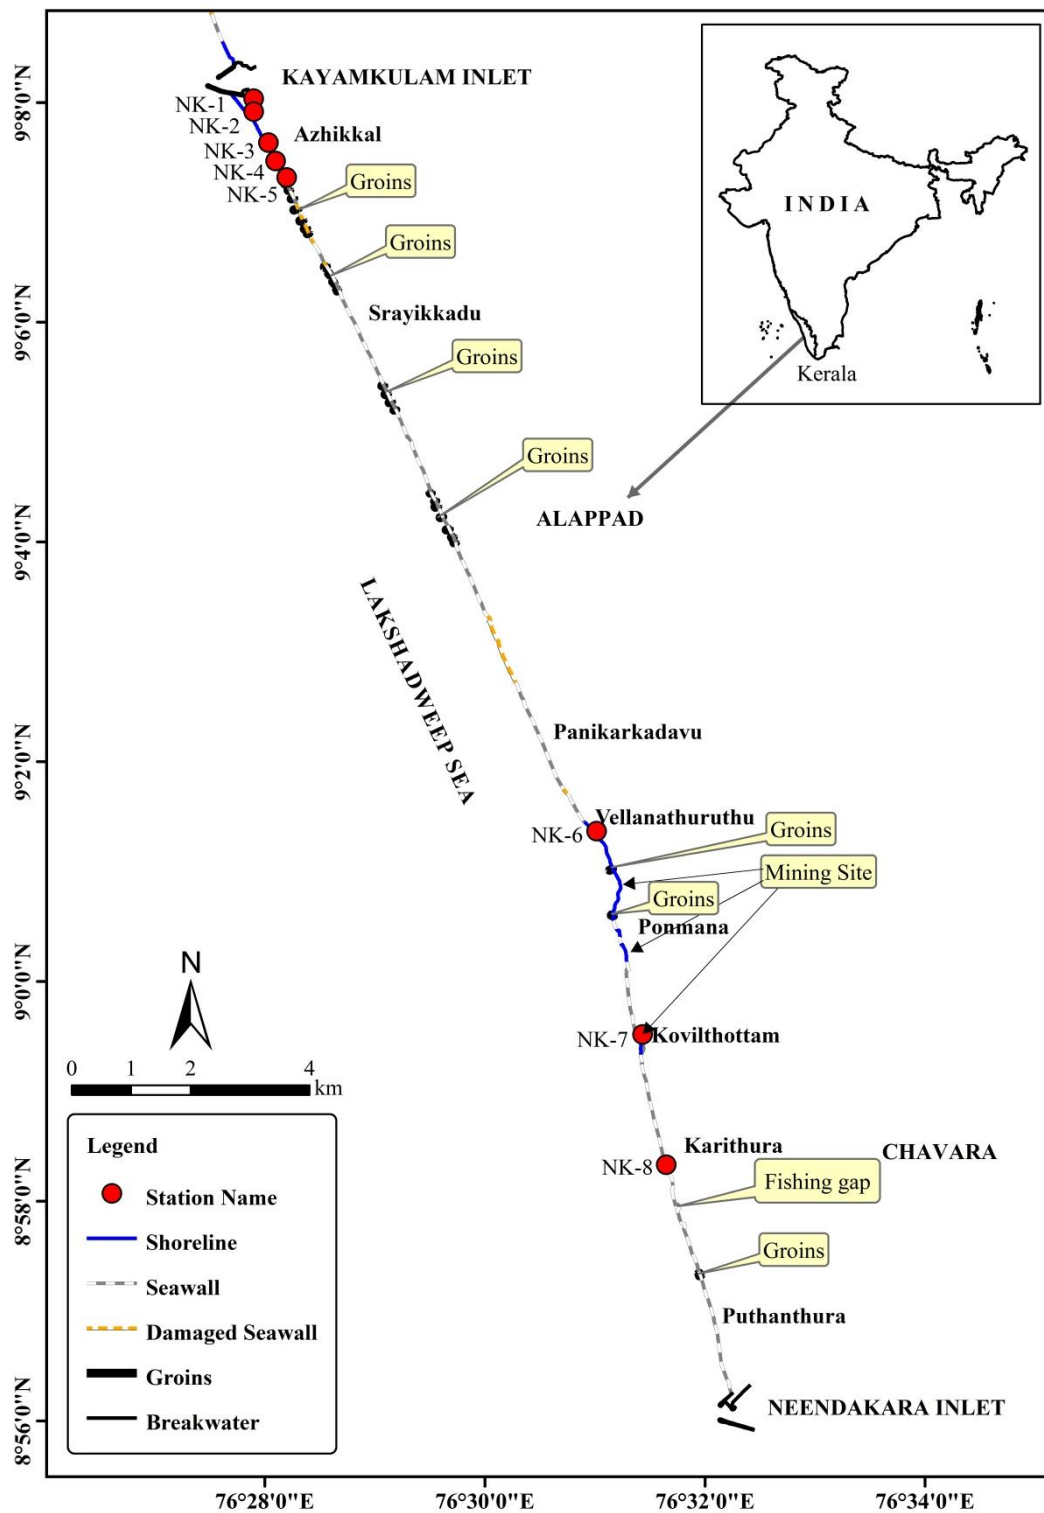 KAYAMKULAM INLET
NK-1
NK-2
Azhikkal
NK-3
NK-4
NK-5
Groins
Groins
Srayikkadu
Groins
Groins
ALAPPAD
LAKSHADWEEP SEA
Panikarkadavu
Vellanathuruthu
NK-6
Groins
Mining Site
Groins
Ponmana
NK-7
Kovilthottam
Karithura
NK-8
CHAVARA
Fishing gap
Groins
Puthanthura
NEENDAKARA INLET
INDIA
Kerala
N
0 1 2 4
km
Legend
Station Name
Shoreline
Seawall
Damaged Seawall
Groins
Breakwater
9°8'0"N
9°6'0"N
9°4'0"N
9°2'0"N
9°0'0"N
8°58'0"N
8°56'0"N
76°28'0"E
76°30'0"E
76°32'0"E
76°34'0"E